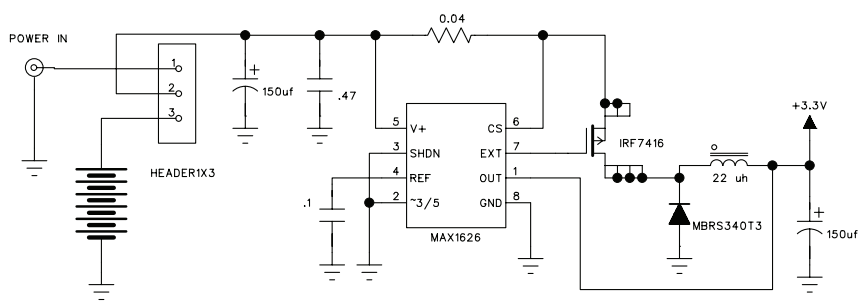 0.04
POWER IN
1
2
3
HEADER1X3
+
150uf
.47
5 V+ CS 6
3 SHDN EXT 7
4 REF OUT 1
2 ~3/5 GND 8
MAX1626
.1
IRF7416
22 uh
MBRS340T3
+3.3V
+
150uf